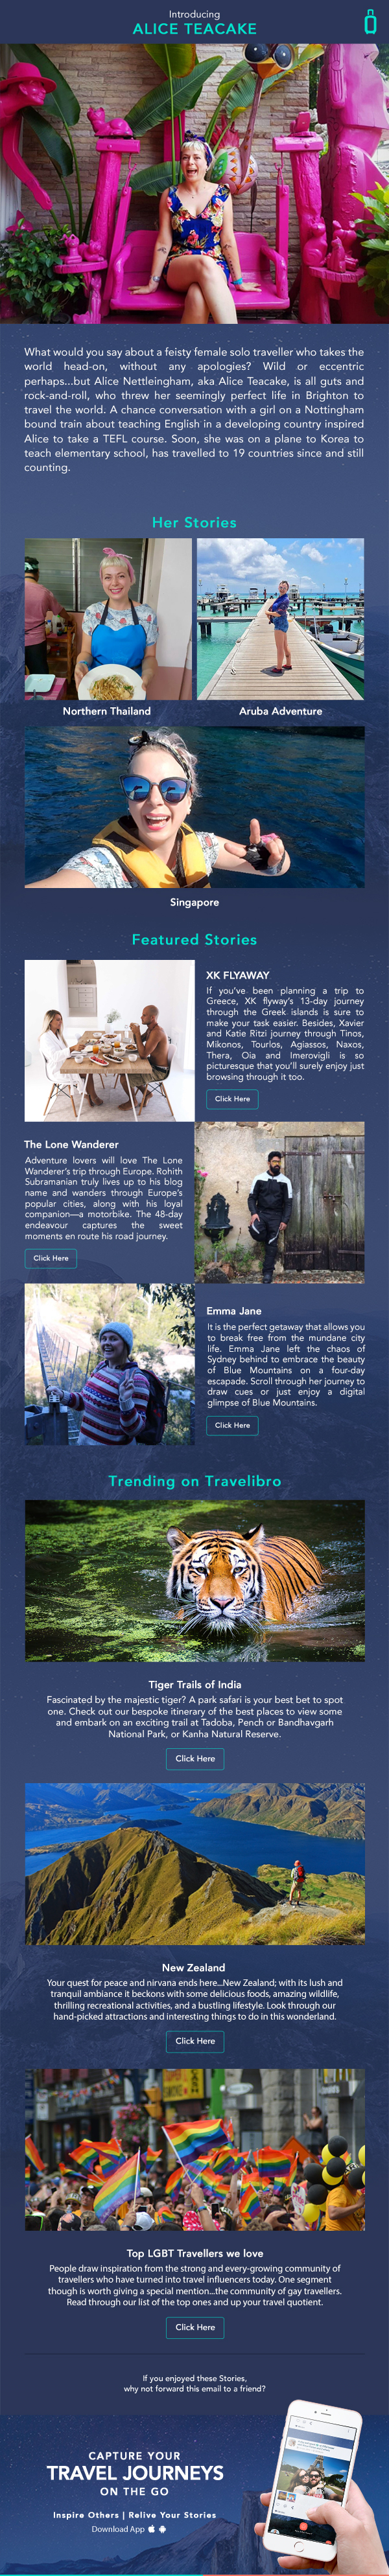 Introducing
ALICE TEACAKE
What would you say about a feisty female solo traveller who takes the
world head-on, without any apologies? Wild or eccentric
perhaps...but Alice Nettleingham, aka Alice Teacake, is all guts and
rock-and-roll, who threw her seemingly perfect life in Brighton to
travel the world. A chance conversation with a girl on a Nottingham
bound train about teaching English in a developing country inspired
Alice to take a TEFL course. Soon, she was on a plane to Korea to
teach elementary school, has travelled to 19 countries since and still
counting.
Her Stories
Northern Thailand
Aruba Adventure
Singapore
Featured Stories
XK FLYAWAY
If you've been planning a trip to
Greece, XK flyway's 13-day journey
through the Greek islands is sure to
make your task easier. Besides, Xavier
and Katie Ritzi journey through Tinos,
Mikonos, Tourlos, Agiassos, Naxos,
Thera, Oia and Imerovigli is so
picturesque that you'll surely enjoy just
browsing through it too.
Click Here
The Lone Wanderer
Adventure lovers will love The Lone
Wanderer's trip through Europe. Rohith
Subramanian truly lives up to his blog
name and wanders through Europe's
popular cities, along with his loyal
companion—a motorbike. The 48-day
endeavour captures the sweet
moments en route his road journey.
Click Here
Emma Jane
It is the perfect getaway that allows you
to break free from the mundane city
life. Emma Jane left the chaos of
Sydney behind to embrace the beauty
of Blue Mountains on a four-day
escapade. Scroll through her journey to
draw cues or just enjoy a digital
glimpse of Blue Mountains.
Click Here
Trending on Travelibro
Tiger Trails of India
Fascinated by the majestic tiger? A park safari is your best bet to spot
one. Check out our bespoke itinerary of the best places to view some
and embark on an exciting trail at Tadoba, Pench or Bandhavgarh
National Park, or Kanha Natural Reserve.
Click Here
New Zealand
Your quest for peace and nirvana ends here...New Zealand; with its lush and
tranquil ambiance it beckons with some delicious foods, amazing wildlife,
thrilling recreational activities, and a bustling lifestyle. Look through our
hand-picked attractions and interesting things to do in this wonderland.
Click Here
Top LGBT Travellers we love
People draw inspiration from the strong and every-growing community of
travellers who have turned into travel influencers today. One segment
though is worth giving a special mention...the community of gay travellers.
Read through our list of the top ones and up your travel quotient.
Click Here
If you enjoyed these Stories,
why not forward this email to a friend?
CAPTURE YOUR
TRAVEL JOURNEYS
ON THE GO
Inspire Others | Relive Your Stories
Download App